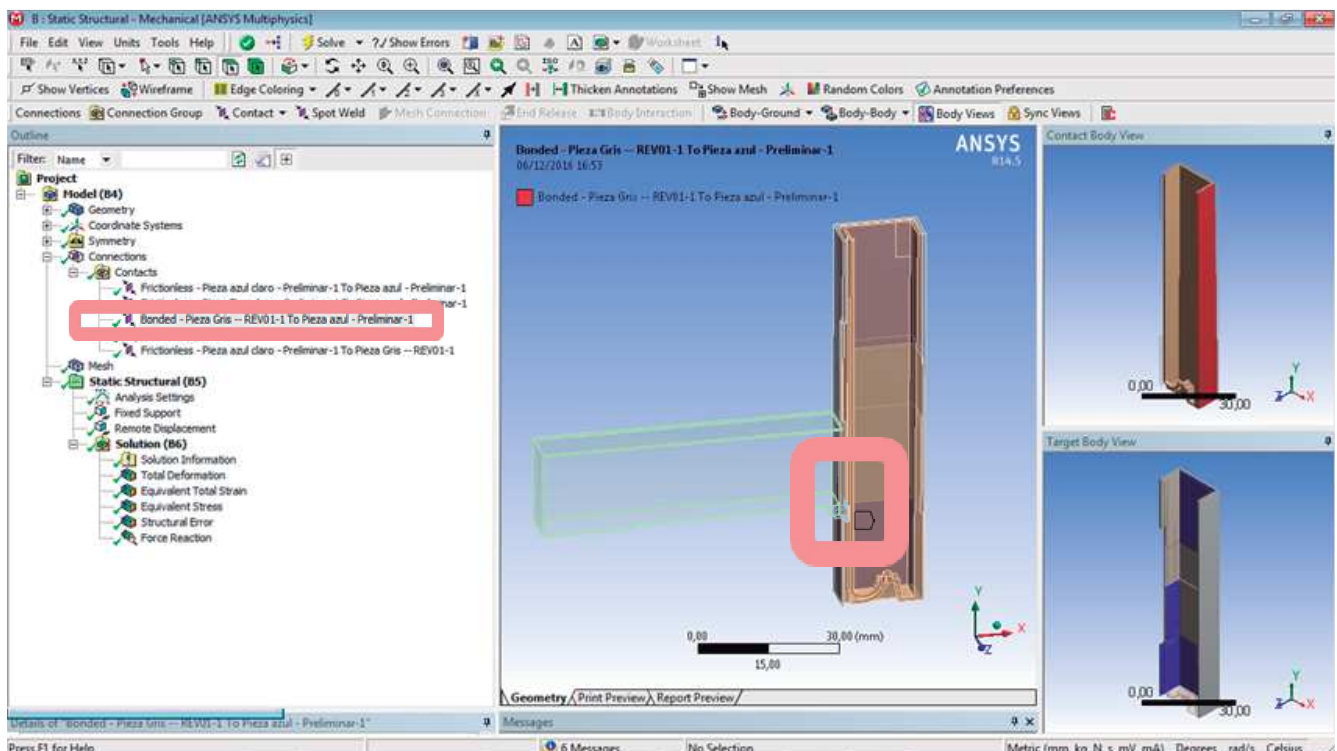 B : Static Structural - Mechanical [ANSYS Multiphysics]
File Edit View Units Tools Help Solve ?/ Show Errors Worksheet
Show Vertices Wireframe Edge Coloring Thicken Annotations Show Mesh Random Colors Annotation Preferences
Connections Connection Group Contact Spot Weld Mesh Connection End Release Body Interaction Body-Ground Body-Body Body Views Sync Views
Outline
Filter: Name
Project
Model (B4)
Geometry
Coordinate Systems
Symmetry
Connections
Contacts
Frictionless - Pieza azul claro - Preliminar-1 To Pieza azul - Preliminar-1
Bonded - Pieza Gris -- REV01-1 To Pieza azul - Preliminar-1
Frictionless - Pieza azul claro - Preliminar-1 To Pieza Gris -- REV01-1
Mesh
Static Structural (B5)
Analysis Settings
Fixed Support
Remote Displacement
Solution (B6)
Solution Information
Total Deformation
Equivalent Total Strain
Equivalent Stress
Structural Error
Force Reaction
Details of "Bonded - Pieza Gris -- REV01-1 To Pieza azul - Preliminar-1"
Bonded - Pieza Gris -- REV01-1 To Pieza azul - Preliminar-1
06/12/2016 16:53
Bonded - Pieza Gris -- REV01-1 To Pieza azul - Preliminar-1
ANSYS
R14.5
0,00
30,00 (mm)
15,00
Y
X
Z
Geometry Print Preview Report Preview
Messages
Contact Body View
0,00
30,00
Y
Z
X
Target Body View
0,00
30,00
Y
Z
X
Press F1 for Help
6 Messages
No Selection
Metric (mm, kg, N, s, mV, mA) Degrees rad/s Celsius